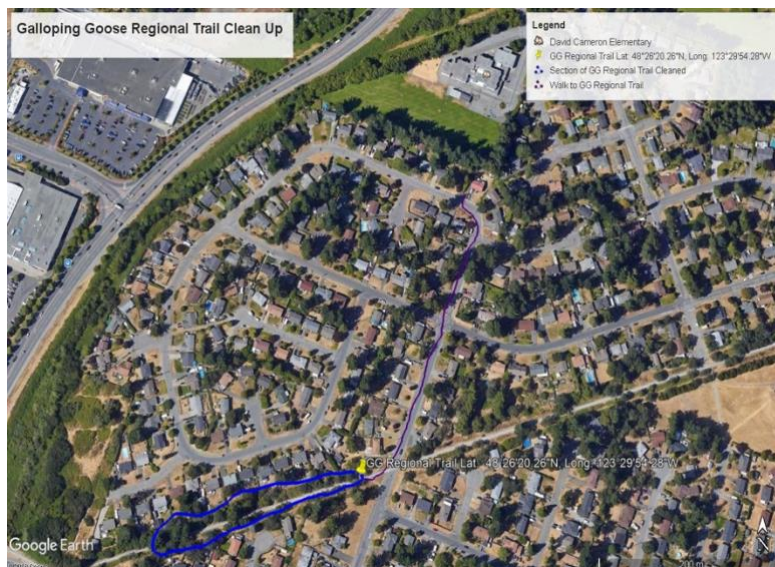 Galloping Goose Regional Trail Clean Up
Legend
David Cameron Elementary
GG Regional Trail Lat: 48°26'20.26"N, Long: 123°29'54.28"W
Section of GG Regional Trail Cleaned
Walk to GG Regional Trail
GG Regional Trail Lat : 48°26'20.26"N, Long: 123°29'54.28"W
Google Earth
N
200 m